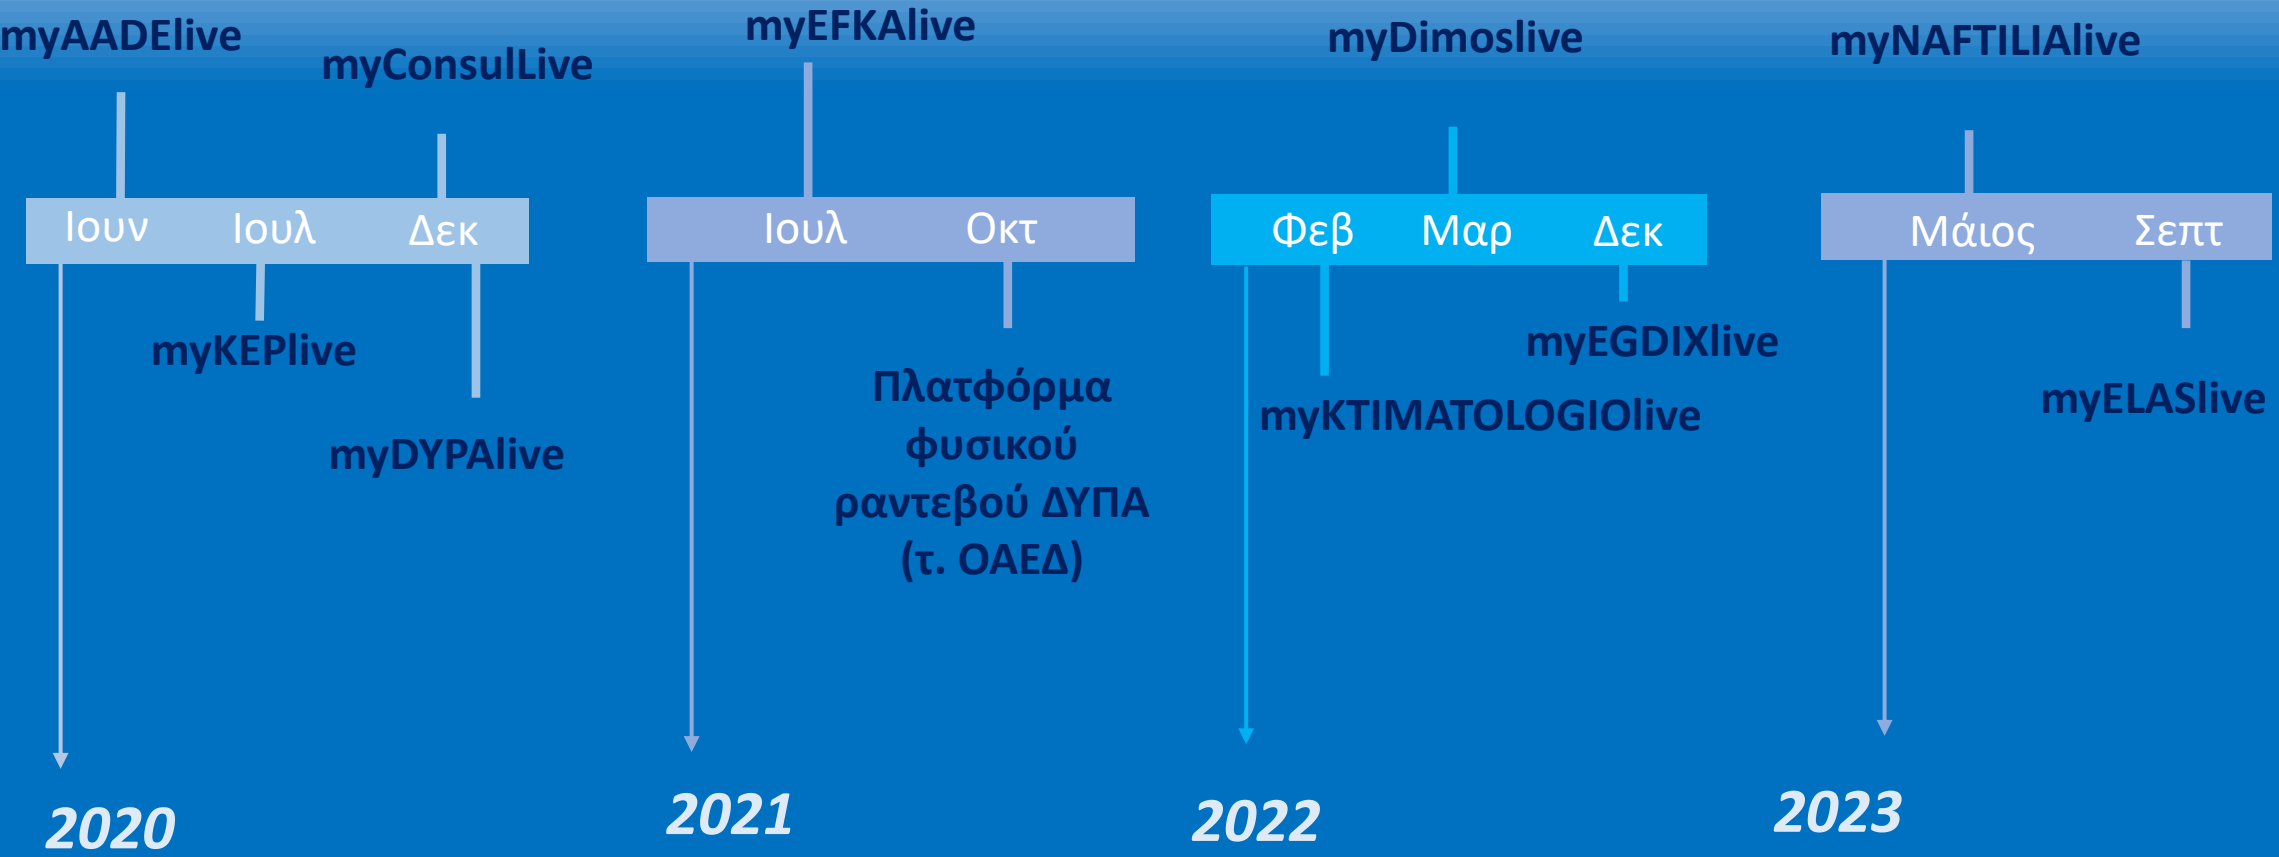 myAADElive
myConsulLive
myEFKAlive
myDimoslive
myNAFTILIAlive
Ιουν
Ιουλ
Δεκ
Ιουλ
Οκτ
Φεβ
Μαρ
Δεκ
Μάιος
Σεπτ
myKEPlive
myDYPAlive
Πλατφόρμα
φυσικού
ραντεβού ΔΥΠΑ
(τ. ΟΑΕΔ)
myKTIMATOLOGIOlive
myEGDIXlive
myELASlive
2020
2021
2022
2023